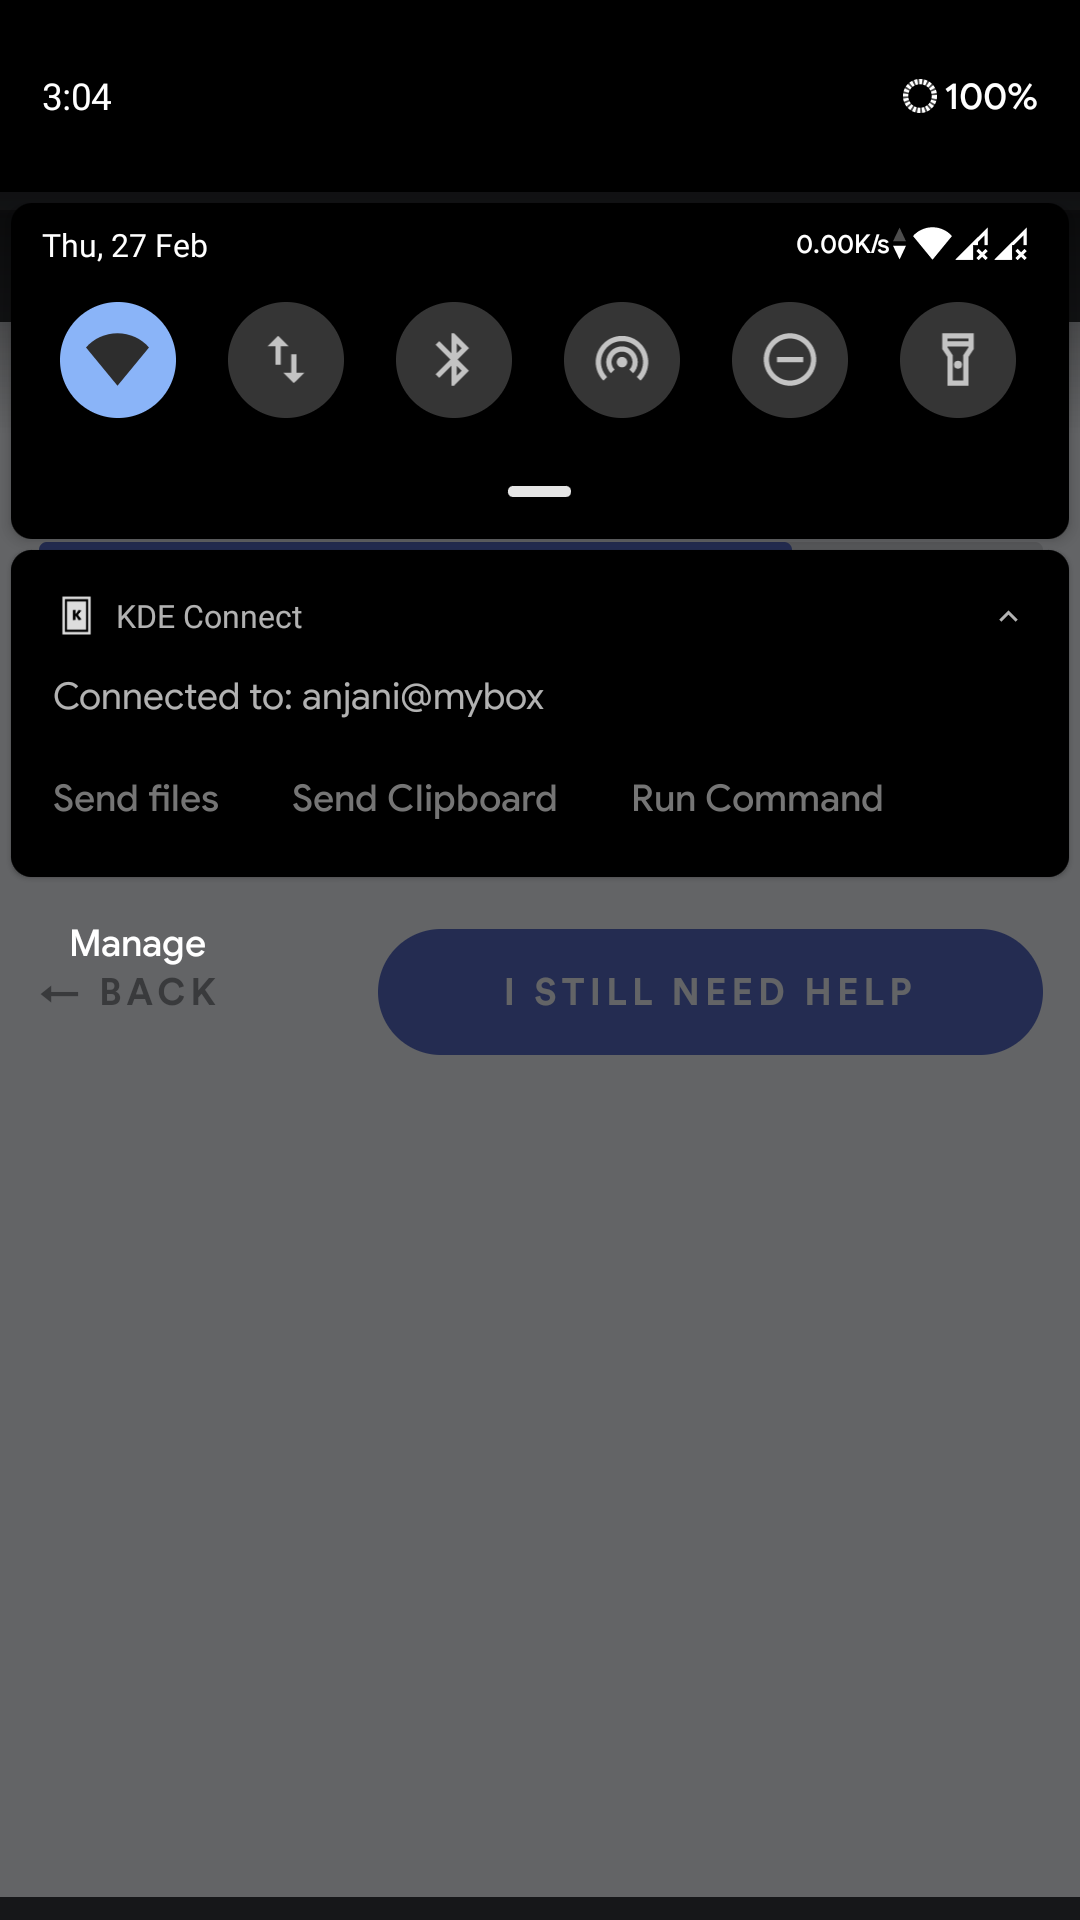 3:04
100%
Thu, 27 Feb
0.00K/s
KDE Connect
Connected to: anjani@mybox
Send files Send Clipboard Run Command
Manage
BACK
I STILL NEED HELP